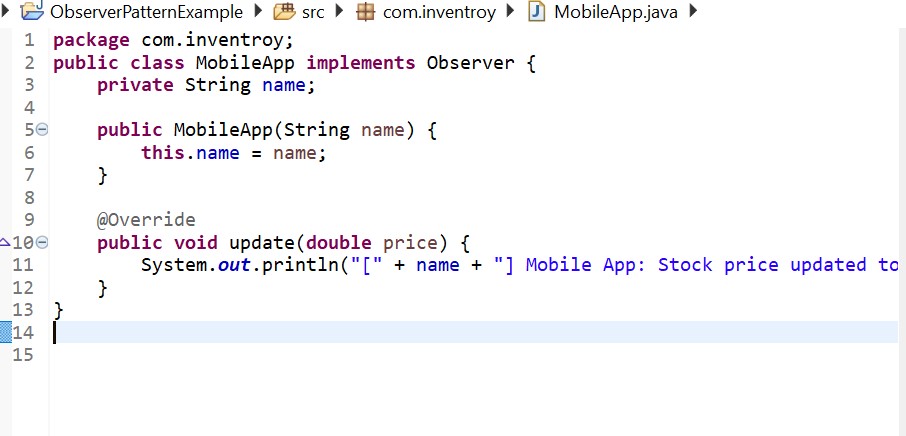 ObserverPatternExample src com.inventroy MobileApp.java
1 package com.inventroy;
2 public class MobileApp implements Observer {
3     private String name;
4
5     public MobileApp(String name) {
6         this.name = name;
7     }
8
9     @Override
10     public void update(double price) {
11         System.out.println("[" + name + "] Mobile App: Stock price updated to
12     }
13 }
14
15